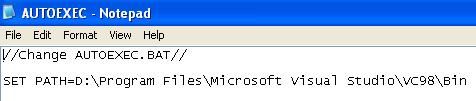 AUTOEXEC - Notepad
File Edit Format View Help
//Change AUTOEXEC.BAT//
SET PATH=D:\Program Files\Microsoft Visual Studio\VC98\Bin